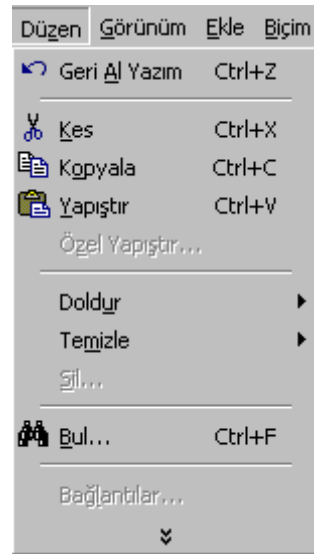 Düzen Görünüm Ekle Biçim
Geri Al Yazım Ctrl+Z
Kes Ctrl+X
Kopyala Ctrl+C
Yapıştır Ctrl+V
Özel Yapıştır...
Doldur
Temizle
Sil...
Bul... Ctrl+F
Bağlantılar...